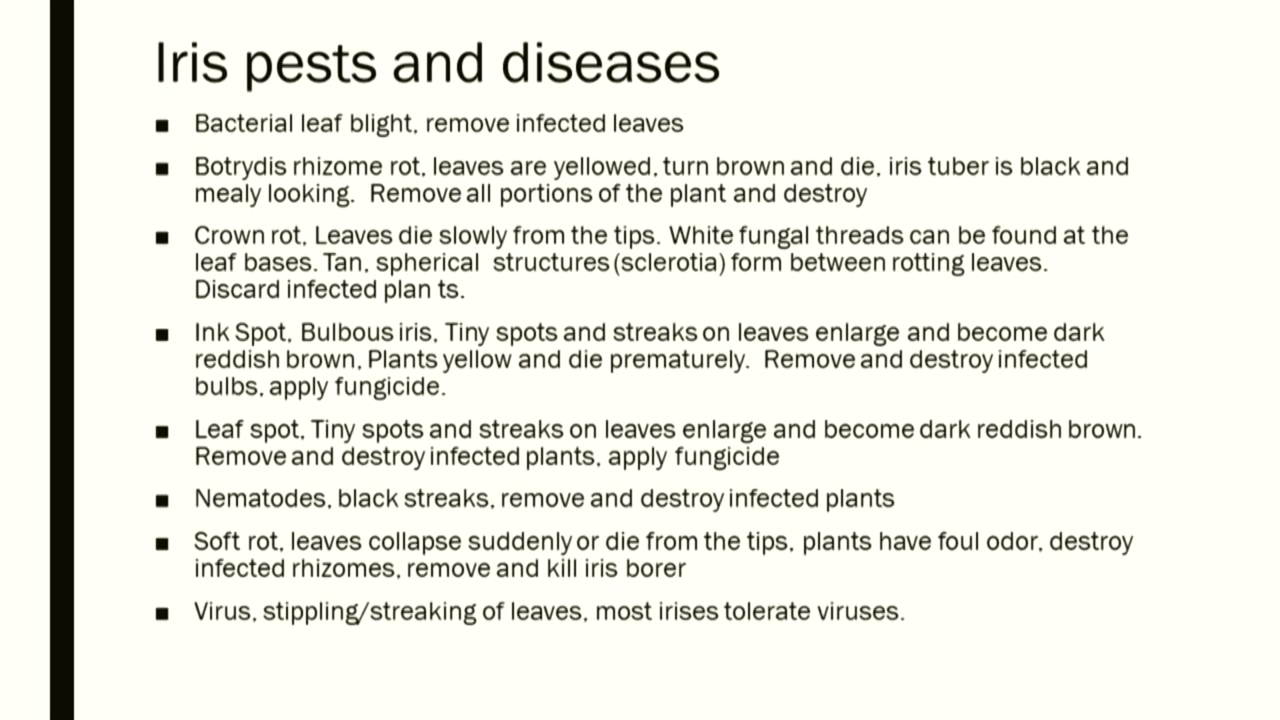 Iris pests and diseases
■ Bacterial leaf blight, remove infected leaves
■ Botrydis rhizome rot, leaves are yellowed, turn brown and die, iris tuber is black and
mealy looking. Remove all portions of the plant and destroy
■ Crown rot, Leaves die slowly from the tips. White fungal threads can be found at the
leaf bases. Tan, spherical structures (sclerotia) form between rotting leaves.
Discard infected plan ts.
■ Ink Spot, Bulbous iris, Tiny spots and streaks on leaves enlarge and become dark
reddish brown, Plants yellow and die prematurely. Remove and destroy infected
bulbs, apply fungicide.
■ Leaf spot, Tiny spots and streaks on leaves enlarge and become dark reddish brown.
Remove and destroy infected plants, apply fungicide
■ Nematodes, black streaks, remove and destroy infected plants
■ Soft rot, leaves collapse suddenly or die from the tips, plants have foul odor, destroy
infected rhizomes, remove and kill iris borer
■ Virus, stippling/streaking of leaves, most irises tolerate viruses.